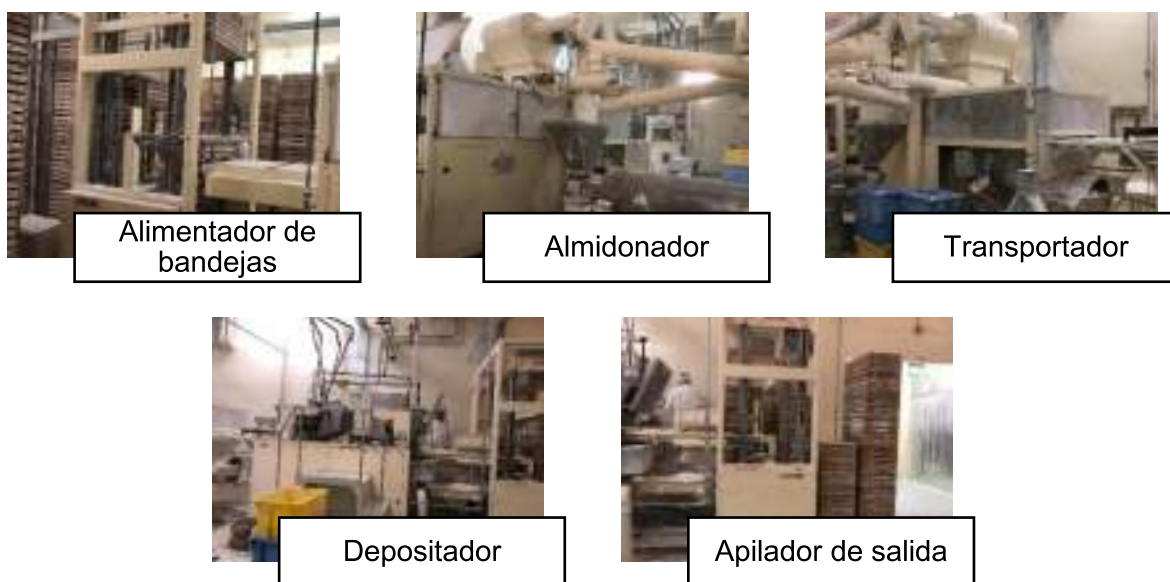 Alimentador de
bandejas
Almidonador
Transportador
Depositador
Apilador de salida